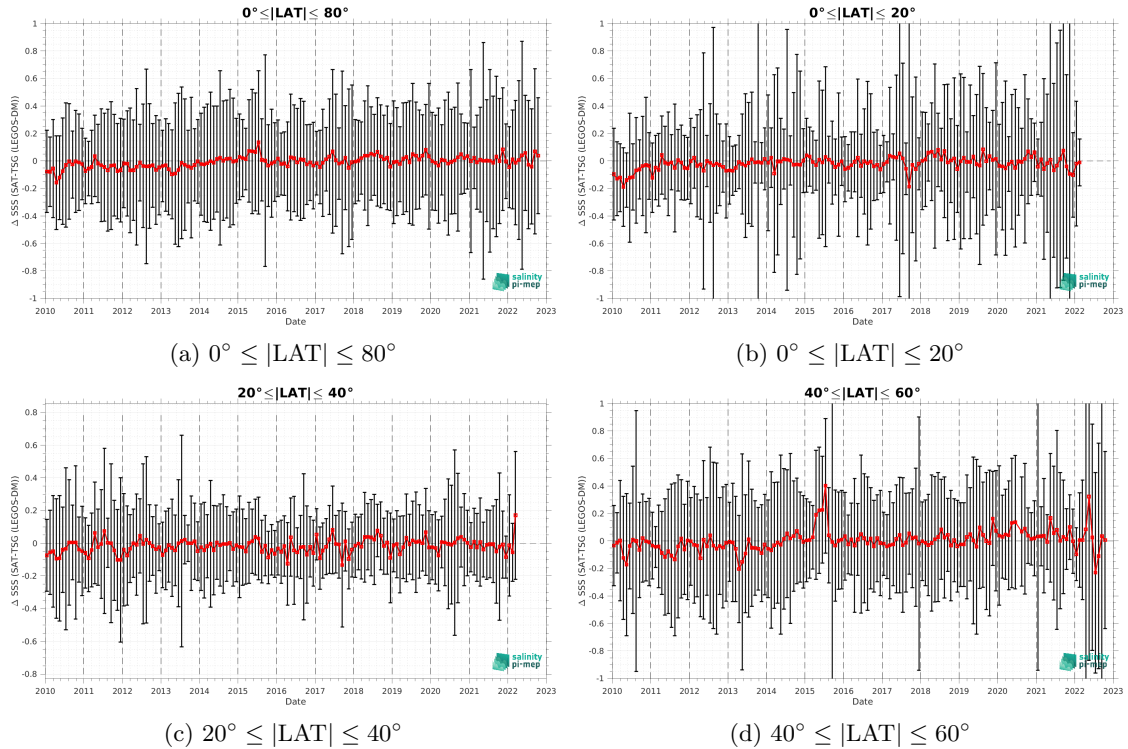 0°≤|LAT|≤ 80°
Δ SSS (SAT-TSG (LEGOS-DM))
1
0.8
0.6
0.4
0.2
0
-0.2
-0.4
-0.6
-0.8
-1
salinity
pi-mep
2010 2011 2012 2013 2014 2015 2016 2017 2018 2019 2020 2021 2022 2023
Date
(a) 0° ≤ |LAT| ≤ 80°
0°≤|LAT|≤ 20°
Δ SSS (SAT-TSG (LEGOS-DM))
1
0.8
0.6
0.4
0.2
0
-0.2
-0.4
-0.6
-0.8
-1
salinity
pi-mep
2010 2011 2012 2013 2014 2015 2016 2017 2018 2019 2020 2021 2022 2023
Date
(b) 0° ≤ |LAT| ≤ 20°
20°≤|LAT|≤ 40°
Δ SSS (SAT-TSG (LEGOS-DM))
0.8
0.6
0.4
0.2
0
-0.2
-0.4
-0.6
-0.8
salinity
pi-mep
2010 2011 2012 2013 2014 2015 2016 2017 2018 2019 2020 2021 2022 2023
Date
(c) 20° ≤ |LAT| ≤ 40°
40°≤|LAT|≤ 60°
Δ SSS (SAT-TSG (LEGOS-DM))
1
0.8
0.6
0.4
0.2
0
-0.2
-0.4
-0.6
-0.8
-1
salinity
pi-mep
2010 2011 2012 2013 2014 2015 2016 2017 2018 2019 2020 2021 2022 2023
Date
(d) 40° ≤ |LAT| ≤ 60°